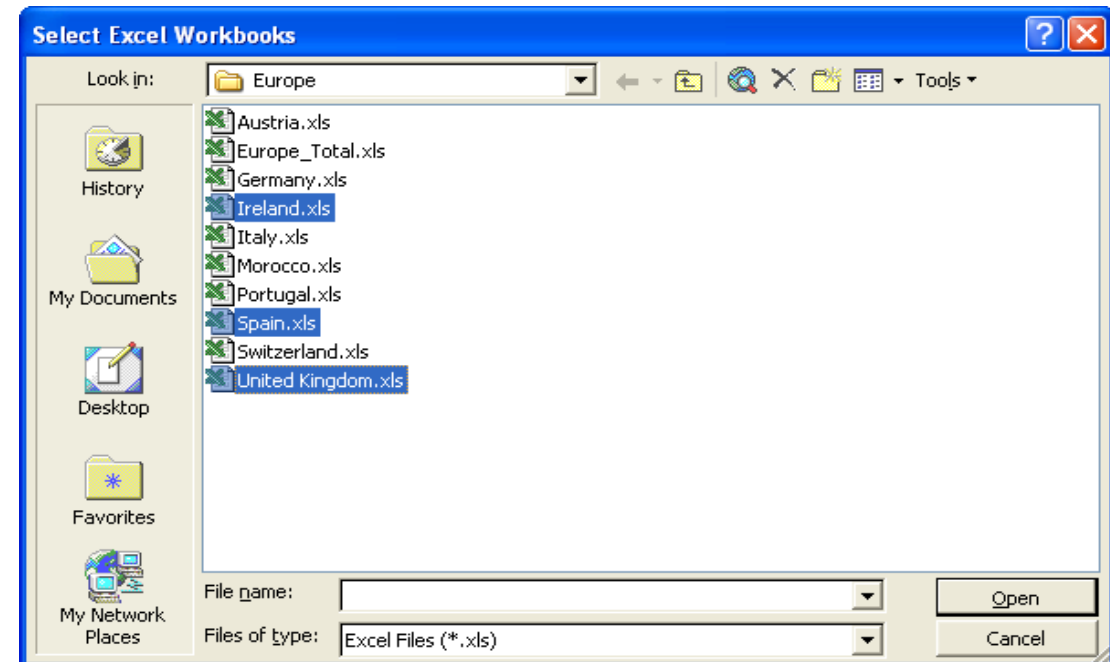 Select Excel Workbooks
Look in:
Europe
Tools
History
My Documents
Desktop
Favorites
My Network
Places
Austria.xls
Europe_Total.xls
Germany.xls
Ireland.xls
Italy.xls
Morocco.xls
Portugal.xls
Spain.xls
Switzerland.xls
United Kingdom.xls
File name:
Open
Files of type:
Excel Files (*.xls)
Cancel